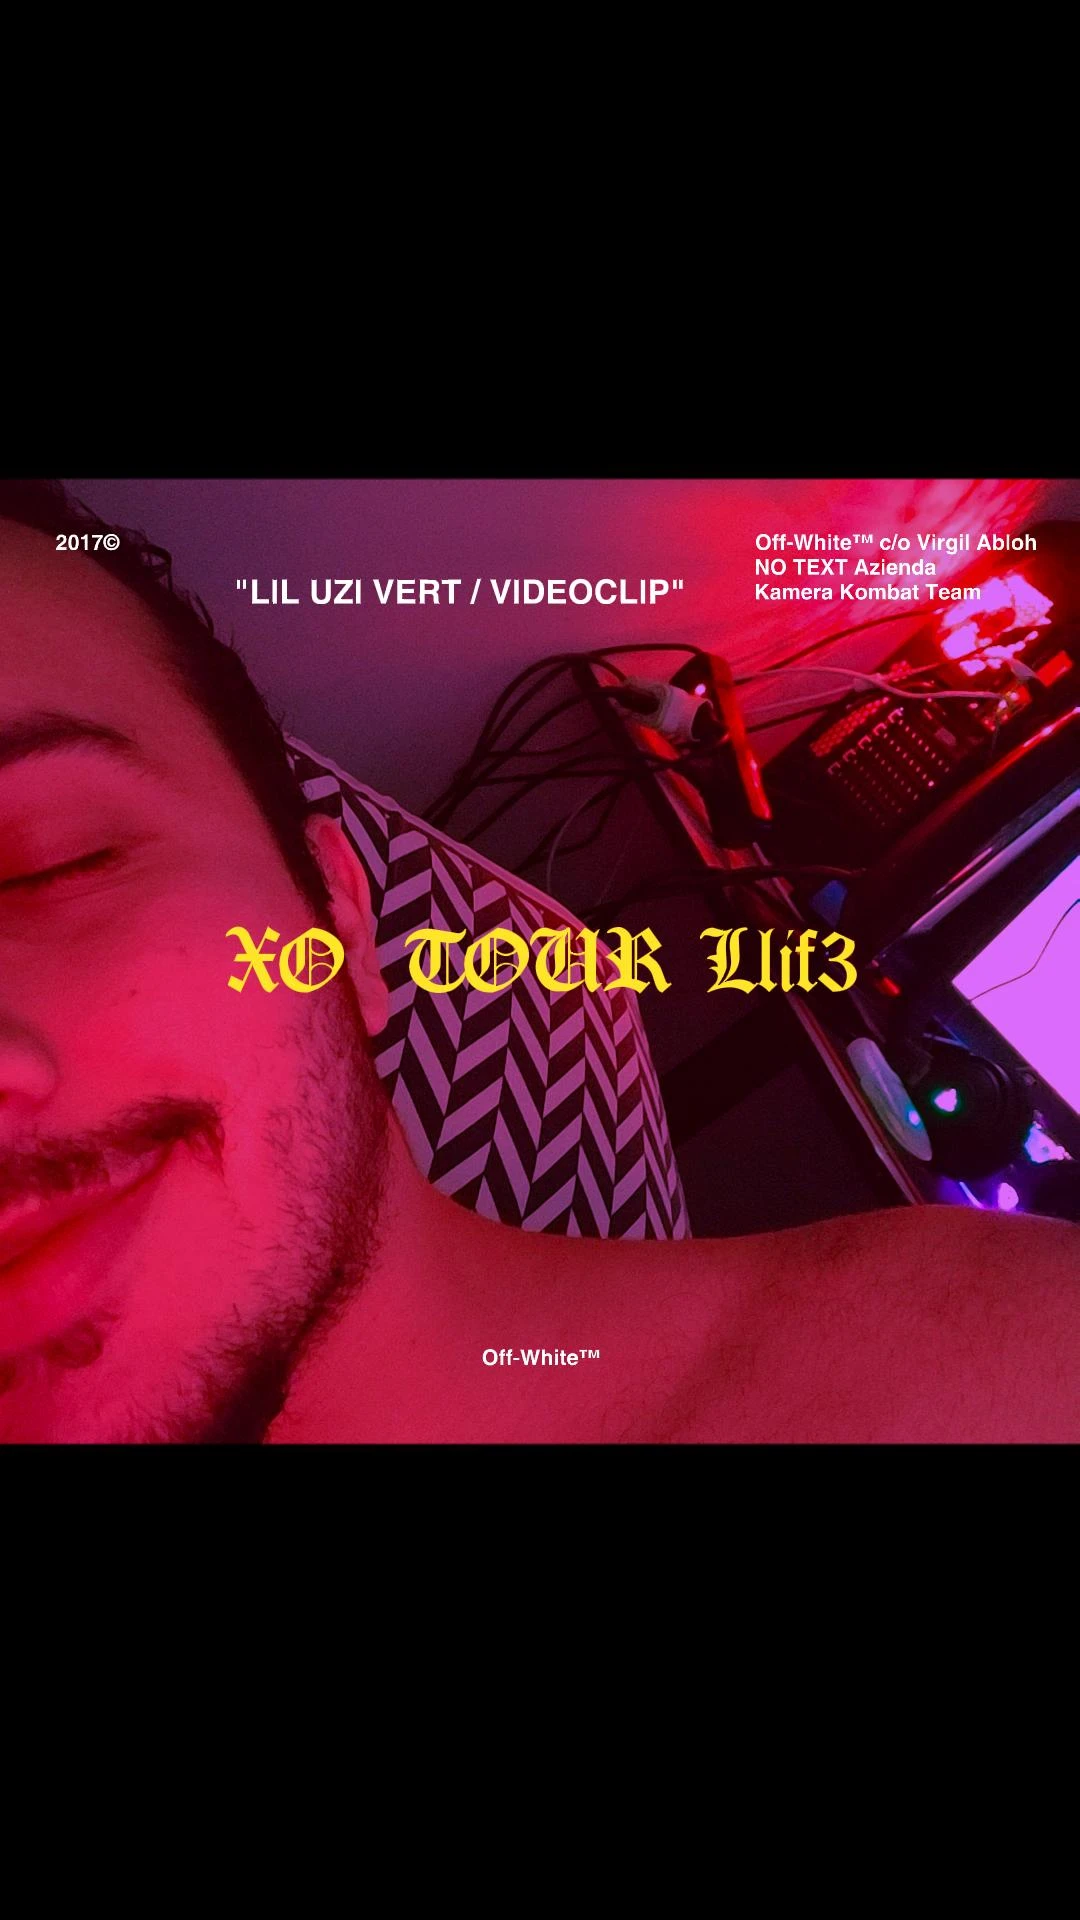 2017©
"LIL UZI VERT / VIDEOCLIP"
Off-White™ c/o Virgil Abloh
NO TEXT Azienda
Kamera Kombat Team
XO TOUR Llif3
Off-White™